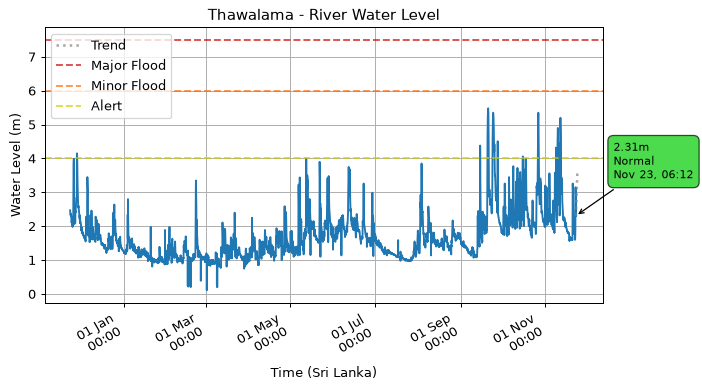 Thawalama - River Water Level
Trend
Major Flood
Minor Flood
Alert
7
6
5
4
3
2
1
0
Water Level (m)
2.31m
Normal
Nov 23, 06:12
01 Jan
00:00
01 Mar
00:00
01 May
00:00
01 Jul
00:00
01 Sep
00:00
01 Nov
00:00
Time (Sri Lanka)